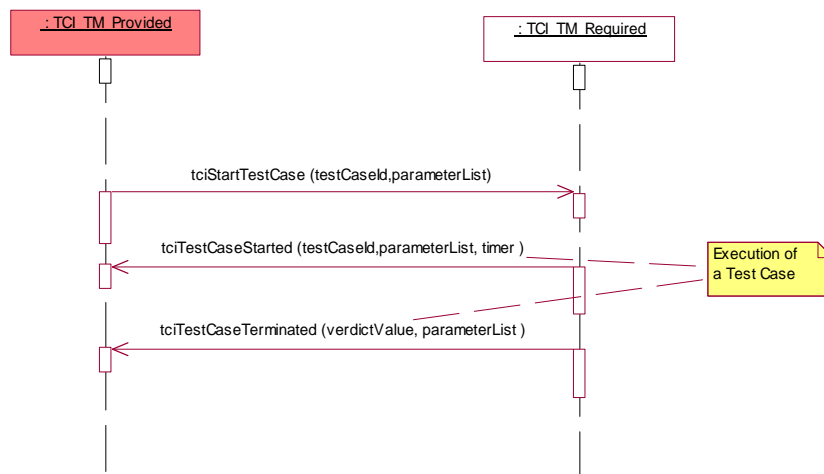 : TCI_TM_Provided
: TCI_TM_Required
tciStartTestCase (testCaseId,parameterList)
tciTestCaseStarted (testCaseId,parameterList, timer )
Execution of
a Test Case
tciTestCaseTerminated (verdictValue, parameterList )